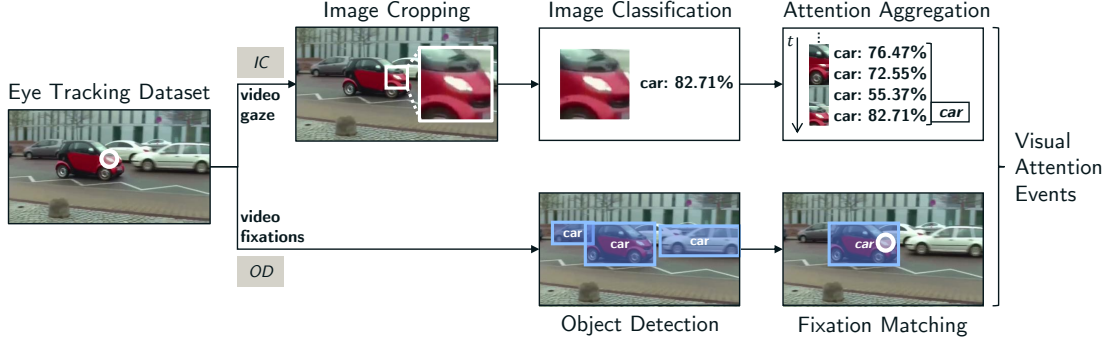 Image Cropping
Image Classification
Attention Aggregation
IC
video
gaze
Eye Tracking Dataset
car: 82.71%
t
⋮
car: 76.47%
car: 72.55%
car: 55.37%
car: 82.71%
car
Visual
Attention
Events
video
fixations
OD
car
car
car
car
Object Detection
Fixation Matching